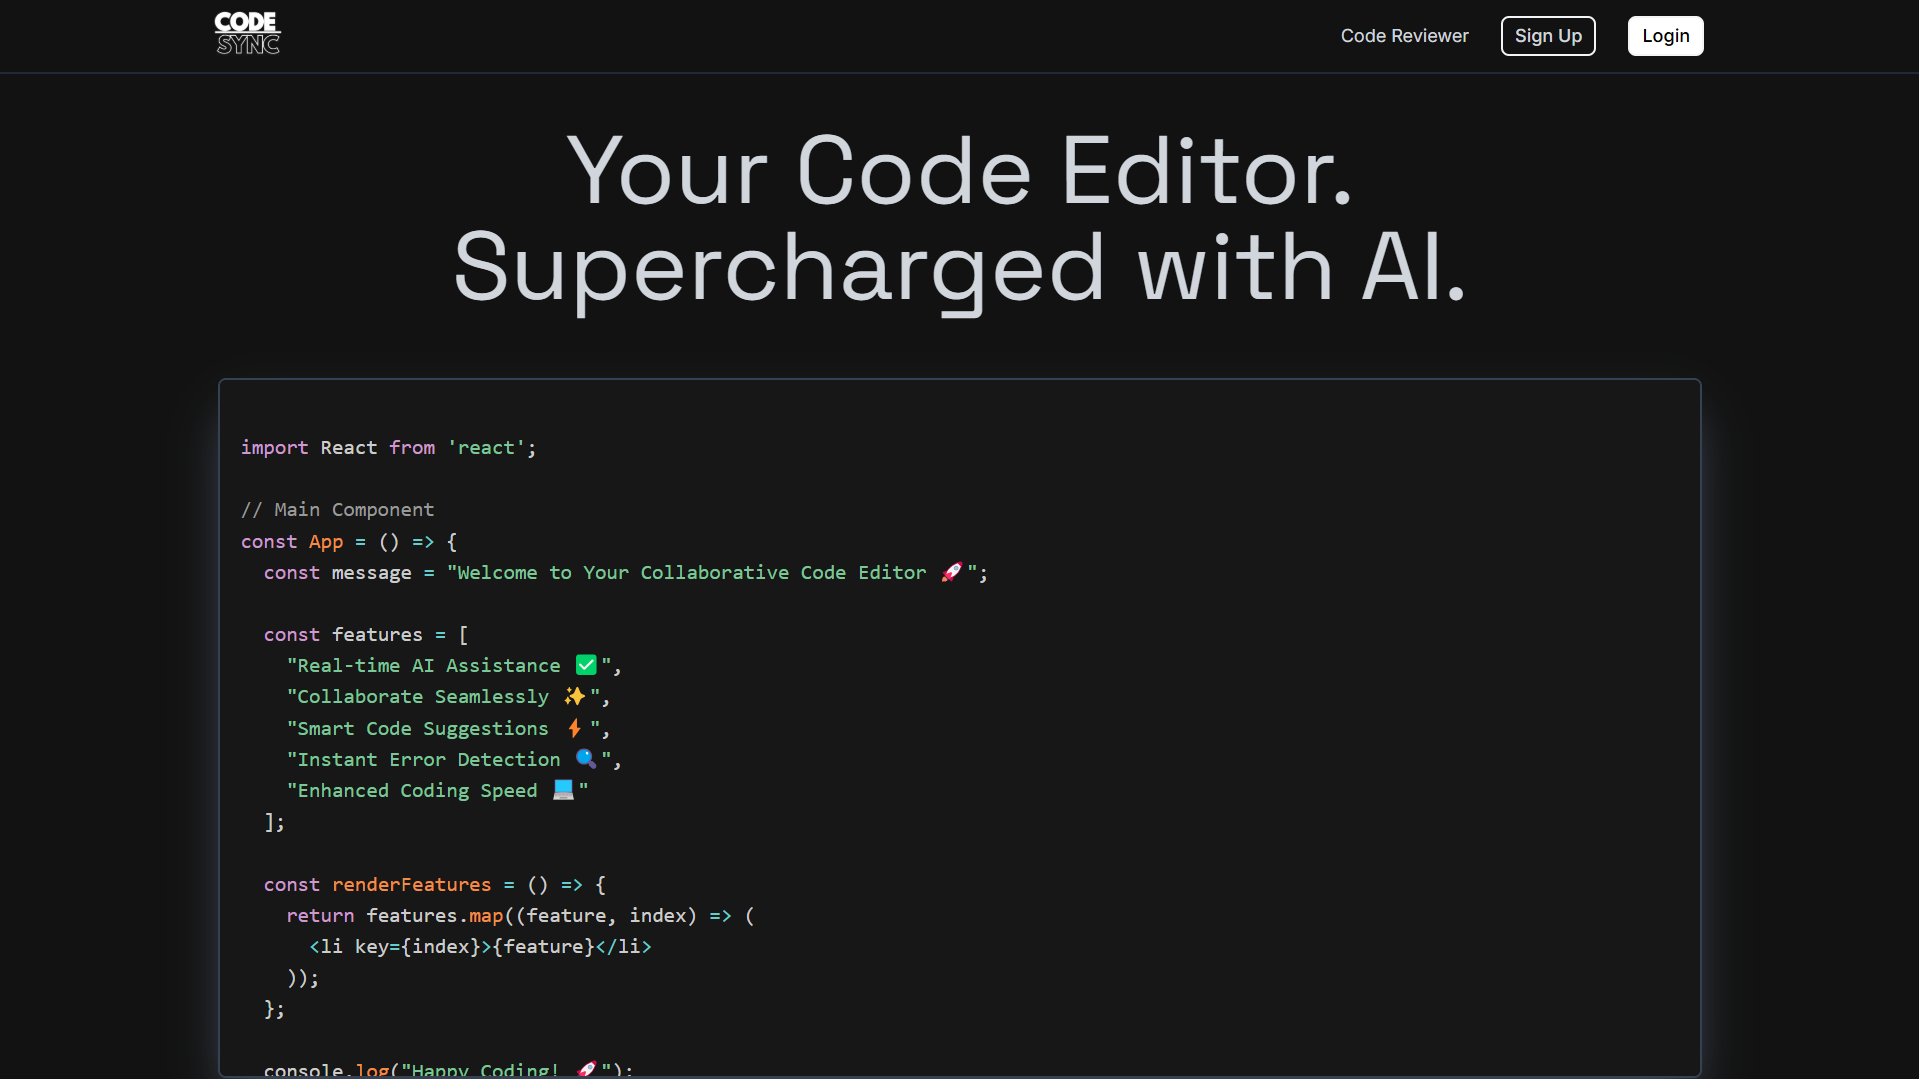 CODE
SYNC
Code Reviewer
Sign Up
Login
Your Code Editor.
Supercharged with AI.
import React from 'react';
// Main Component
const App = () => {
  const message = "Welcome to Your Collaborative Code Editor 🚀";
  const features = [
    "Real-time AI Assistance ✅",
    "Collaborate Seamlessly ✨",
    "Smart Code Suggestions ⚡",
    "Instant Error Detection 🔍",
    "Enhanced Coding Speed 💻"
  ];
  const renderFeatures = () => {
    return features.map((feature, index) => (
      <li key={index}>{feature}</li>
    ));
  };
  console.log("Happy Coding! 🚀");